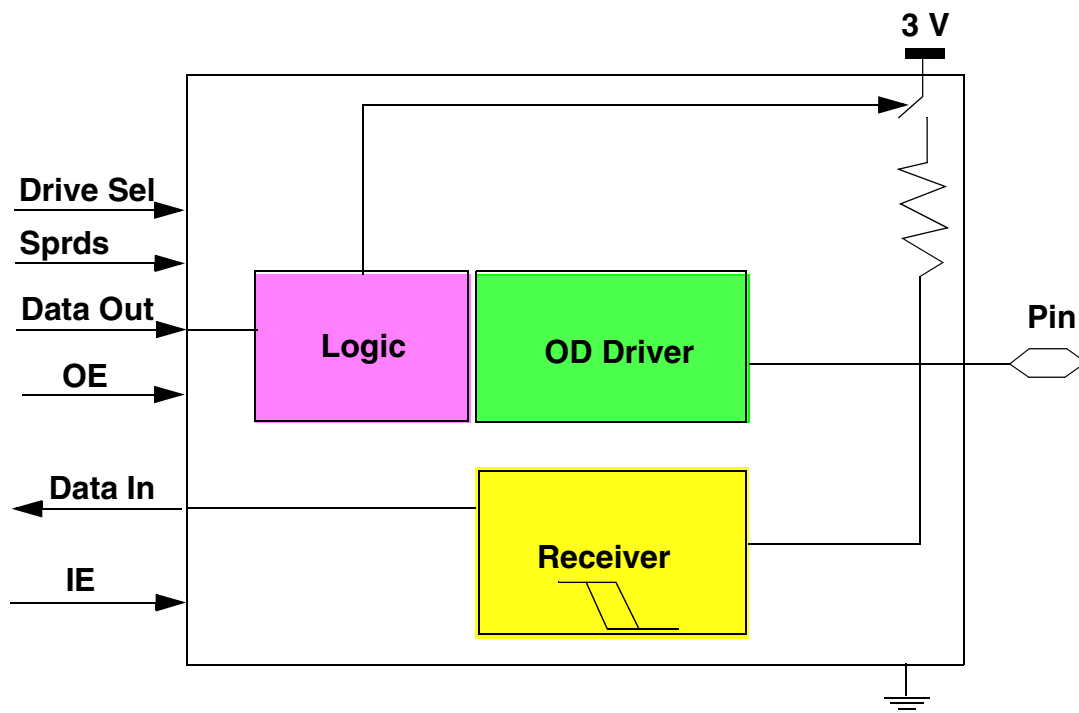 3 V
Drive Sel
Sprds
Data Out
OE
Logic
OD Driver
Pin
Data In
Receiver
IE